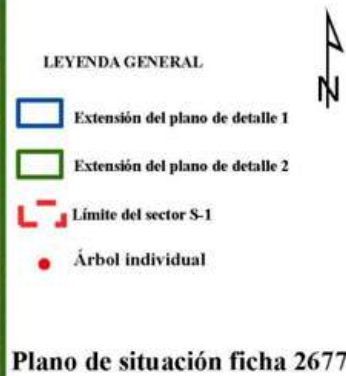 N
LEYENDA GENERAL
Extensión del plano de detalle 1
Extensión del plano de detalle 2
Límite del sector S-1
Árbol individual
Plano de situación ficha 2677